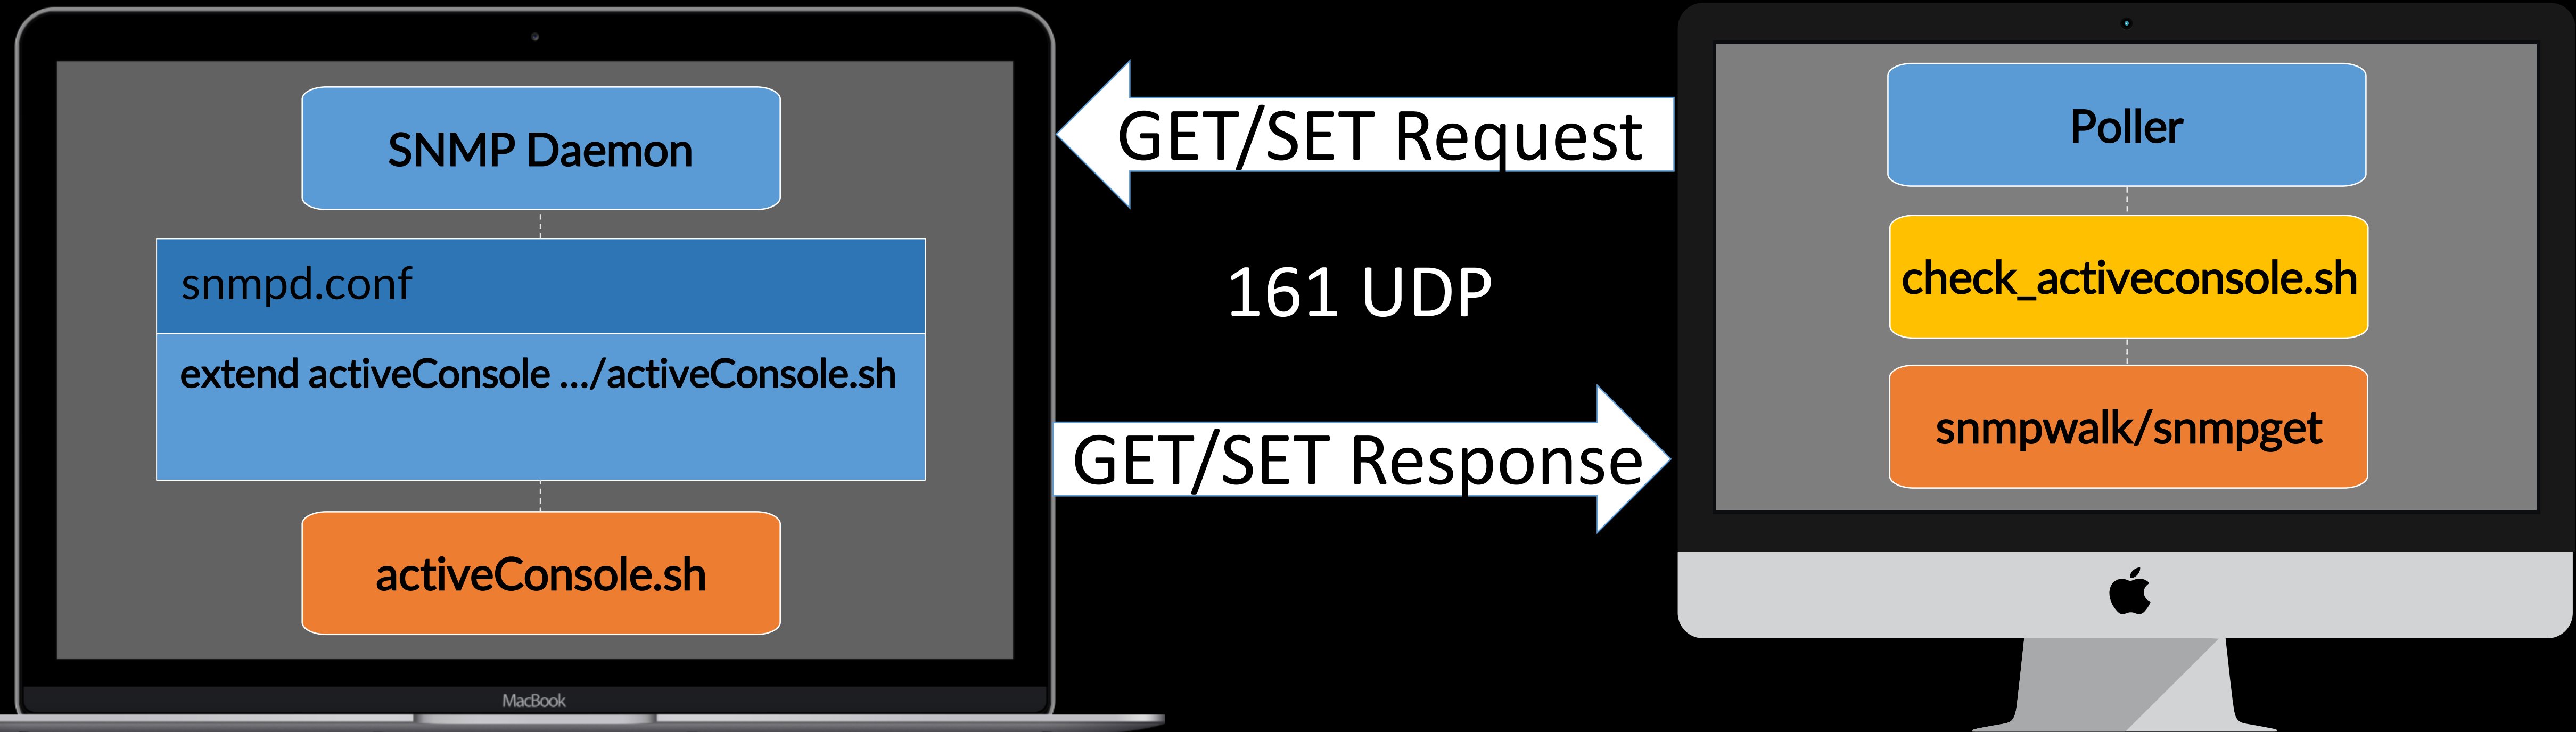 SNMP Daemon
snmpd.conf
extend activeConsole .../activeConsole.sh
activeConsole.sh
MacBook
GET/SET Request
161 UDP
GET/SET Response
Poller
check_activeconsole.sh
snmpwalk/snmpget